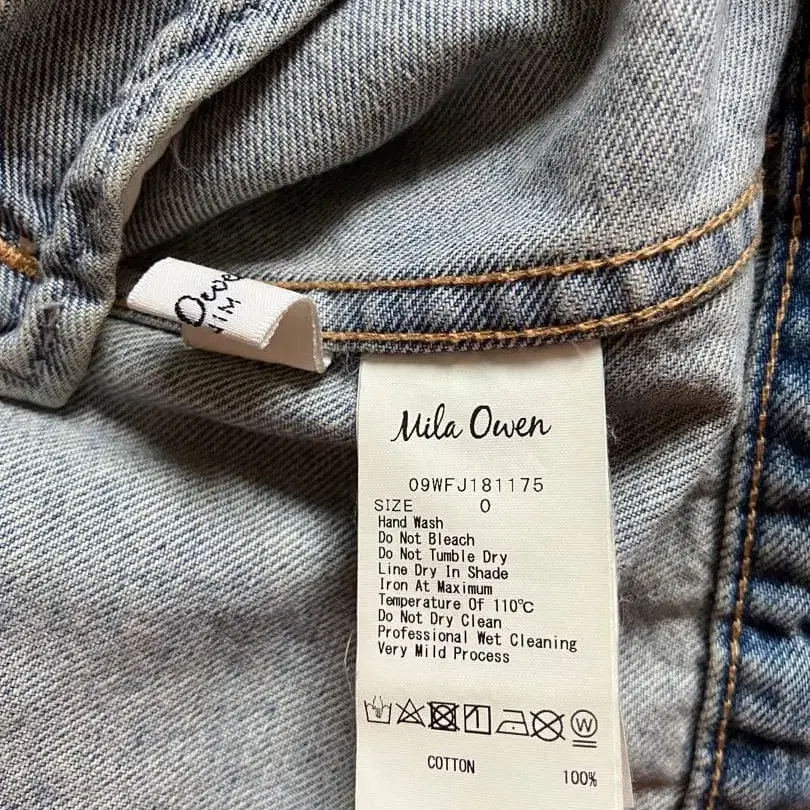 Mila Owen
09WFJ181175
SIZE 0
Hand Wash
Do Not Bleach
Do Not Tumble Dry
Line Dry In Shade
Iron At Maximum
Temperature Of 110℃
Do Not Dry Clean
Professional Wet Cleaning
Very Mild Process
W
COTTON 100%